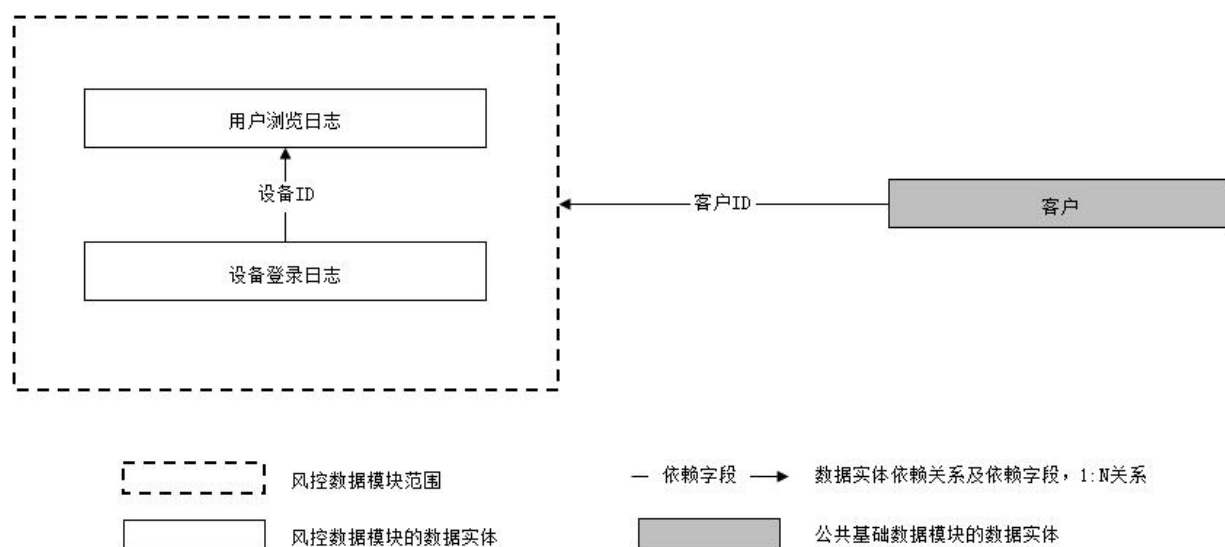 用户浏览日志
设备ID
设备登录日志
客户ID
客户
风控数据模块范围
依赖字段
数据实体依赖关系及依赖字段，1:N关系
风控数据模块的数据实体
公共基础数据模块的数据实体